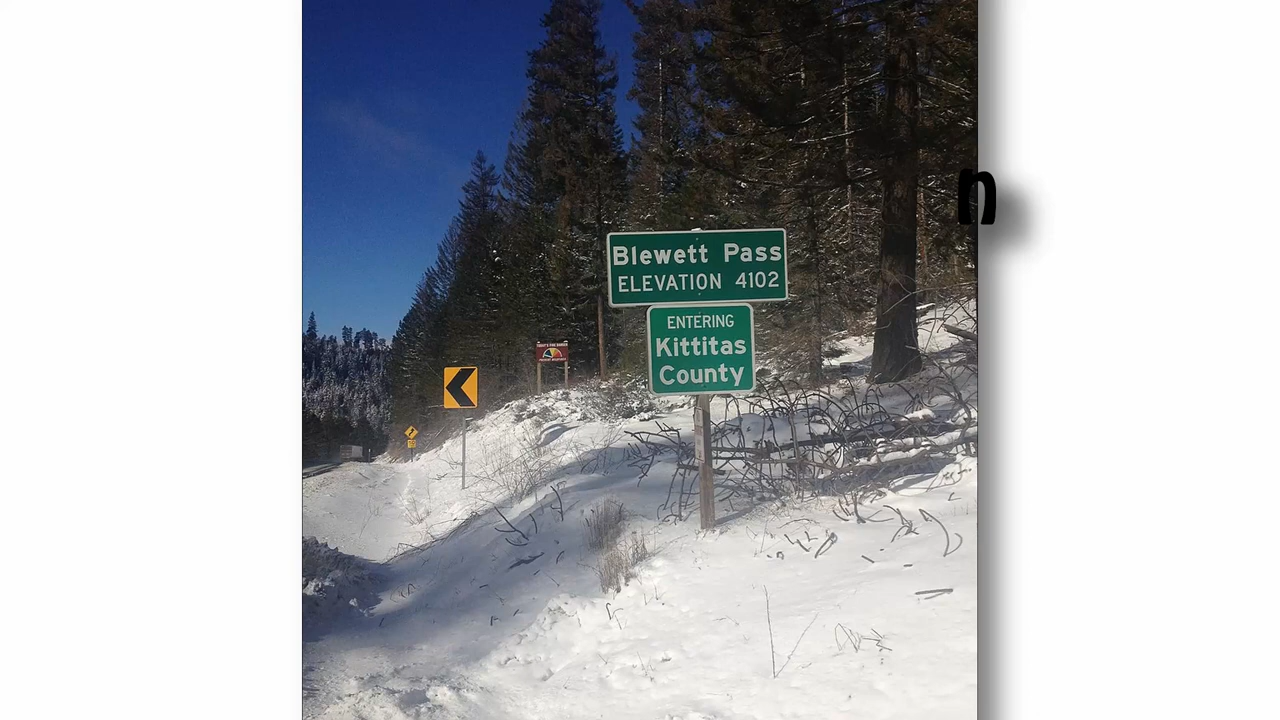 n
Blewett Pass
ELEVATION 4102
ENTERING
Kittitas
County